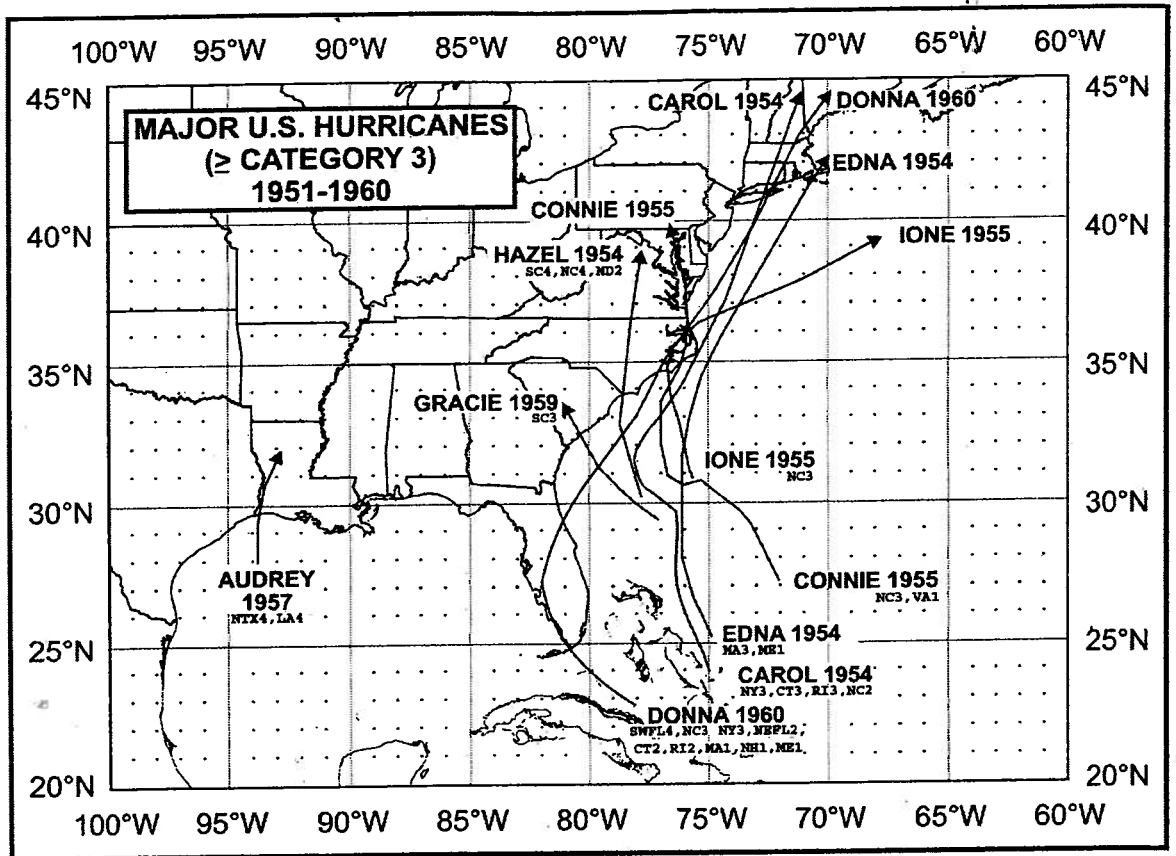 100°W 95°W 90°W 85°W 80°W 75°W 70°W 65°W 60°W
45°N 45°N
MAJOR U.S. HURRICANES
(≥ CATEGORY 3)
1951-1960
CAROL 1954
DONNA 1960
EDNA 1954
CONNIE 1955
IONE 1955
HAZEL 1954
SC4,NC4,MD2
40°N 40°N
35°N 35°N
GRACIE 1959
SC3
IONE 1955
NC3
30°N 30°N
AUDREY
1957
NTX4,LA4
CONNIE 1955
NC3,VA1
EDNA 1954
MA3,ME1
25°N 25°N
CAROL 1954
NY3,CT3,RI3,NC2
DONNA 1960
SWFL4,NC3 NY3,NEFL2,
CT2,RI2,MA1,NH1,ME1
20°N 20°N
100°W 95°W 90°W 85°W 80°W 75°W 70°W 65°W 60°W